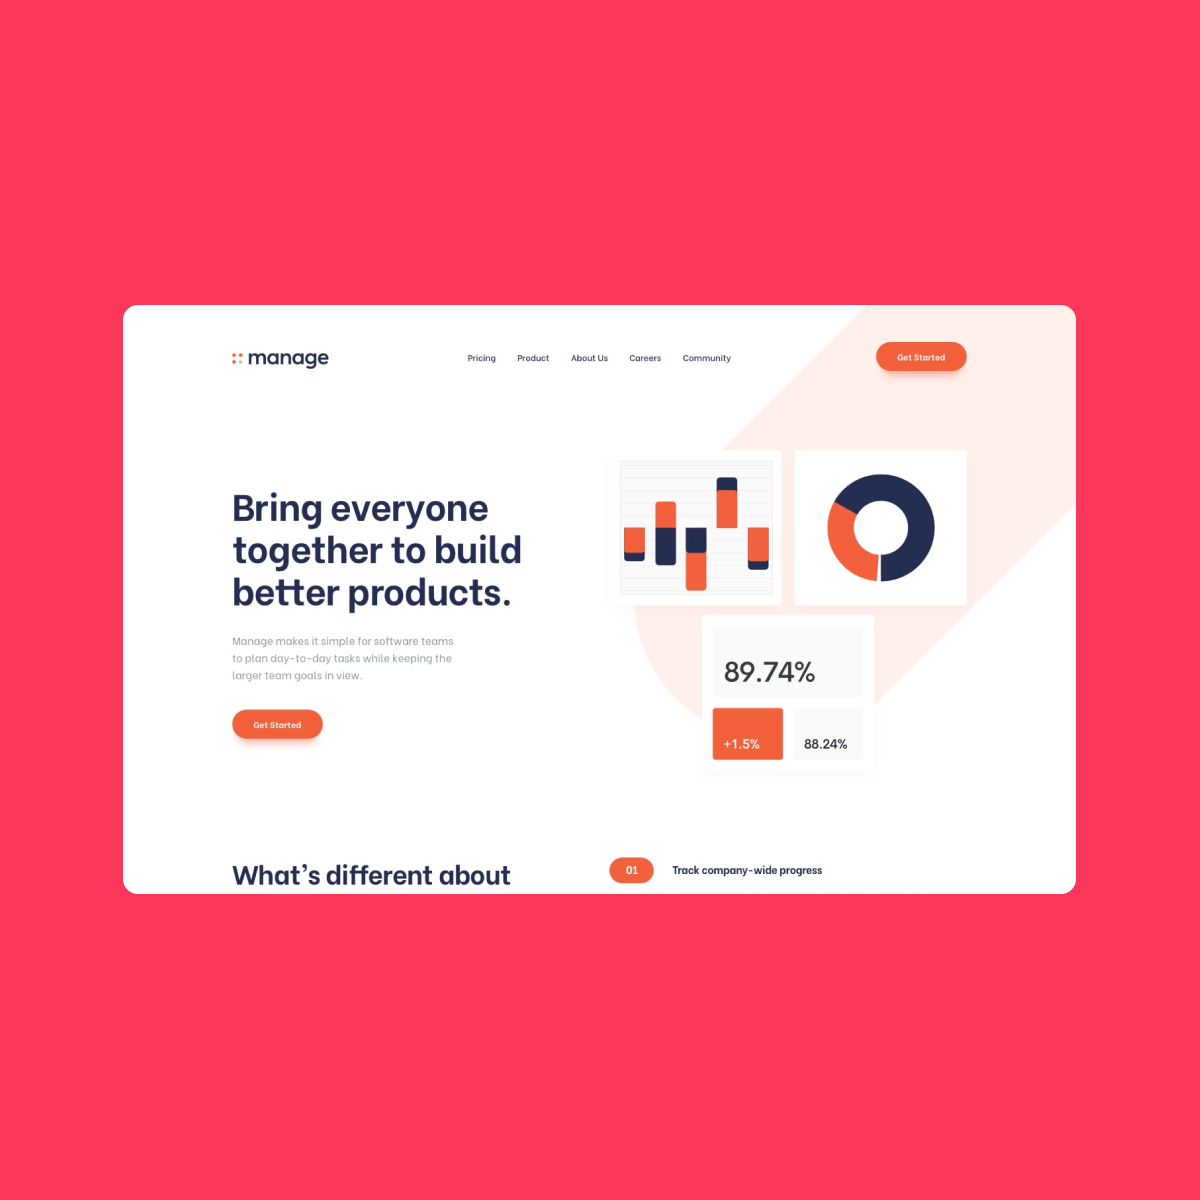 manage
Pricing
Product
About Us
Careers
Community
Get Started
Bring everyone
together to build
better products.
Manage makes it simple for software teams
to plan day-to-day tasks while keeping the
larger team goals in view.
Get Started
89.74%
+1.5%
88.24%
What's different about
01
Track company-wide progress